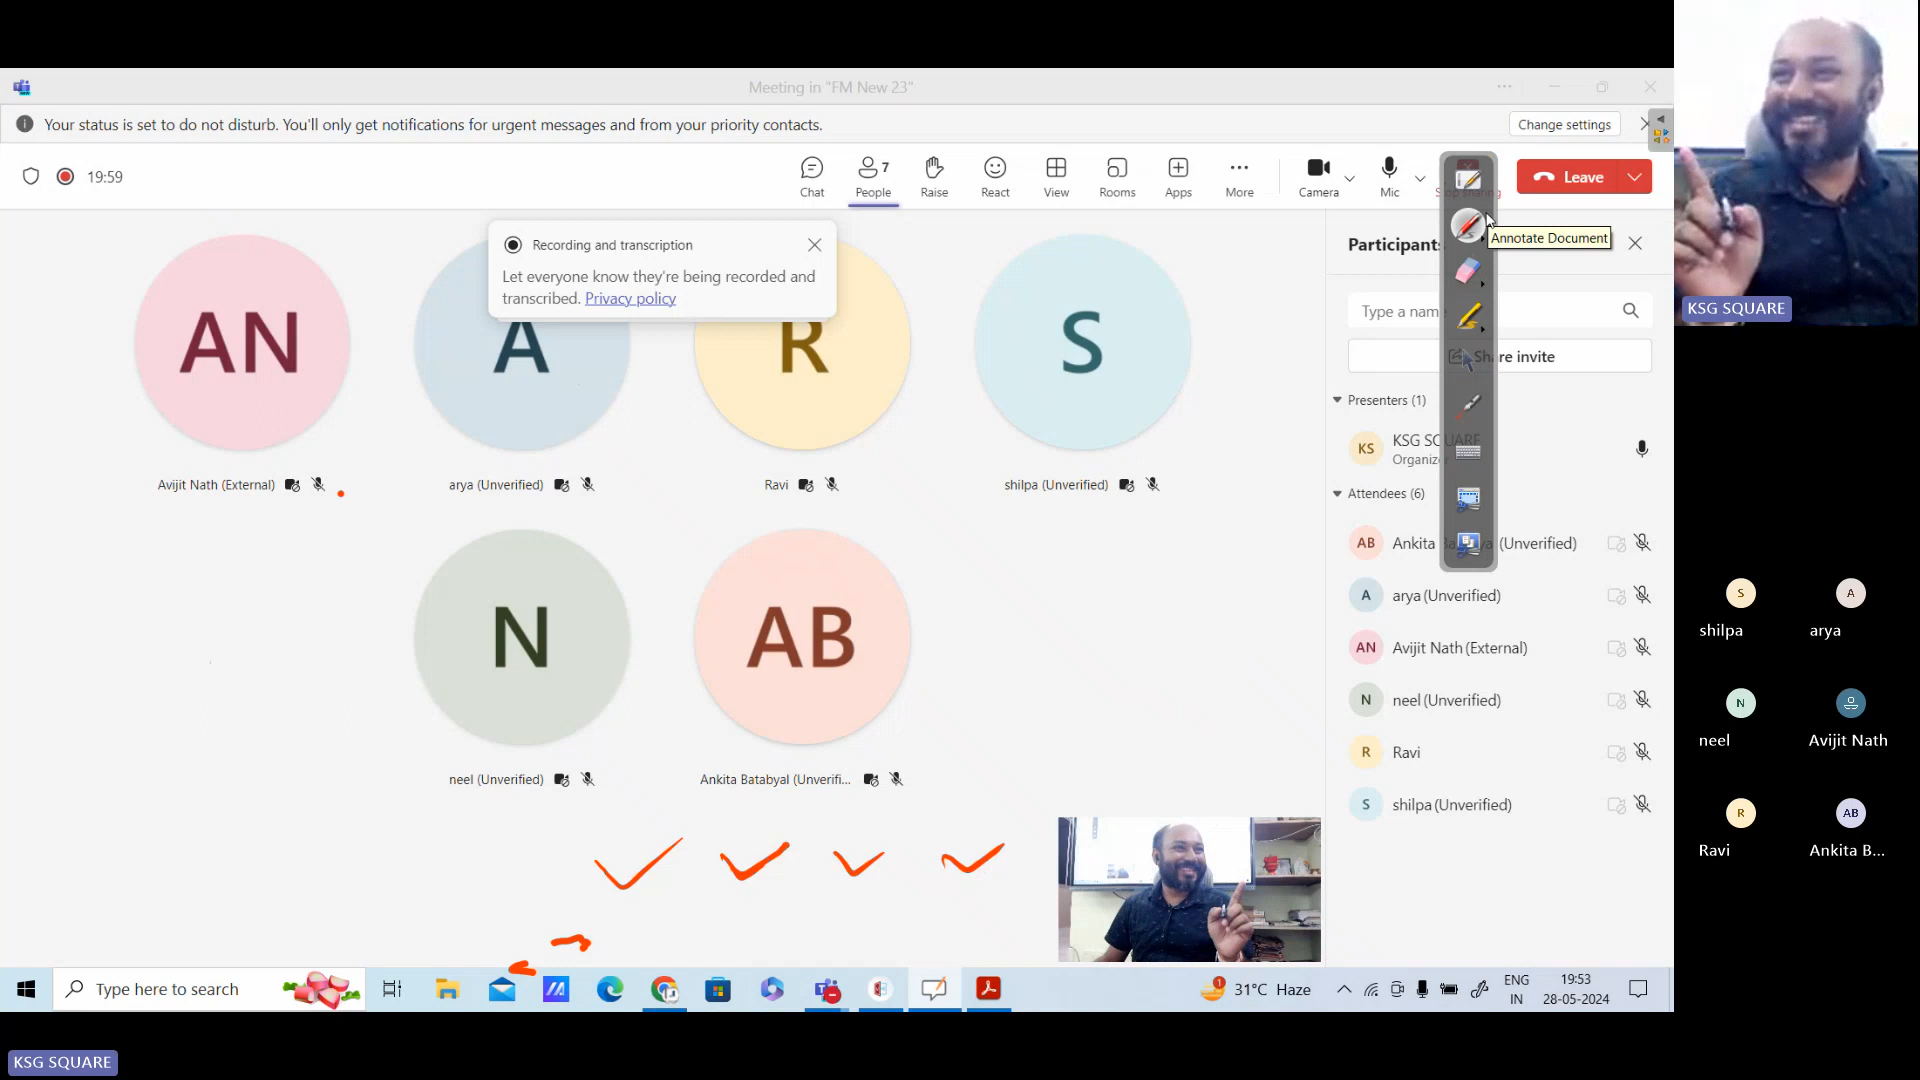 Meeting in "FM New 23"
Your status is set to do not disturb. You'll only get notifications for urgent messages and from your priority contacts.
Change settings
19:59
Chat
People
7
Raise
React
View
Rooms
Apps
More
Camera
Mic
Leave
Recording and transcription
Let everyone know they're being recorded and
transcribed. Privacy policy
Annotate Document
AN
A
R
S
Avijit Nath (External)
arya (Unverified)
Ravi
shilpa (Unverified)
N
AB
neel (Unverified)
Ankita Batabyal (Unverifi...
Participants
Type a name
Share invite
Presenters (1)
KS
KSG SQUARE
Organizer
Attendees (6)
AB
Ankita Batabyal (Unverified)
A
arya (Unverified)
AN
Avijit Nath (External)
N
neel (Unverified)
R
Ravi
S
shilpa (Unverified)
KSG SQUARE
S
shilpa
A
arya
N
neel
Avijit Nath
R
Ravi
AB
Ankita B...
Type here to search
1
31°C Haze
ENG
IN
19:53
28-05-2024
KSG SQUARE